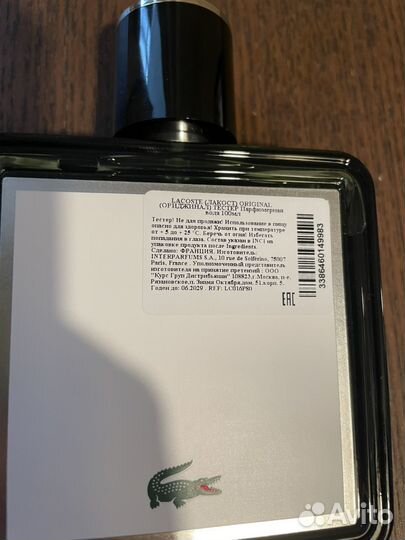 LACOSTE (ЛАКОСТ) ORIGINAL
(ОРИДЖИНАЛ) ТЕСТЕР Парфюмерная
вода 100мл
Тестер! Не для продажи! Использование в пищу
опасно для здоровья! Хранить при температуре
от + 5 до + 25 °С. Беречь от огня! Избегать
попадания в глаза. Состав указан в INCI на
упаковке продукта после Ingredients.
Сделано: ФРАНЦИЯ. Изготовитель:
INTERPARFUMS S.A., 10 rue de Solferino, 75007
Paris, France . Уполномоченный представитель
изготовителя на принятие претензий : ООО
"Курс Груп Дистрибьюшн" 108823,г.Москва, п-е.
Рязановское,п. Знамя Октября,дом. 31,корп. 5.
Годен до: 06.2029 . REF: LC016P80
EAC
3386460149983
Avito